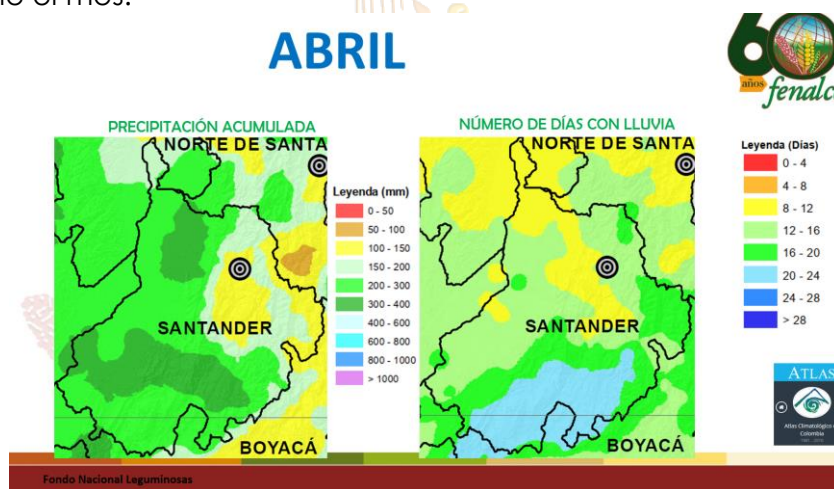 ABRIL
60
años
fenalc
PRECIPITACIÓN ACUMULADA
NORTE DE SANTA
SANTANDER
BOYACÁ
Leyenda (mm)
0 - 50
50 - 100
100 - 150
150 - 200
200 - 300
300 - 400
400 - 600
600 - 800
800 - 1000
> 1000
NÚMERO DE DÍAS CON LLUVIA
NORTE DE SANTA
SANTANDER
BOYACÁ
Leyenda (Días)
0 - 4
4 - 8
8 - 12
12 - 16
16 - 20
20 - 24
24 - 28
> 28
ATLAS
Atlas Climatológico
Colombia
Fondo Nacional Leguminosas